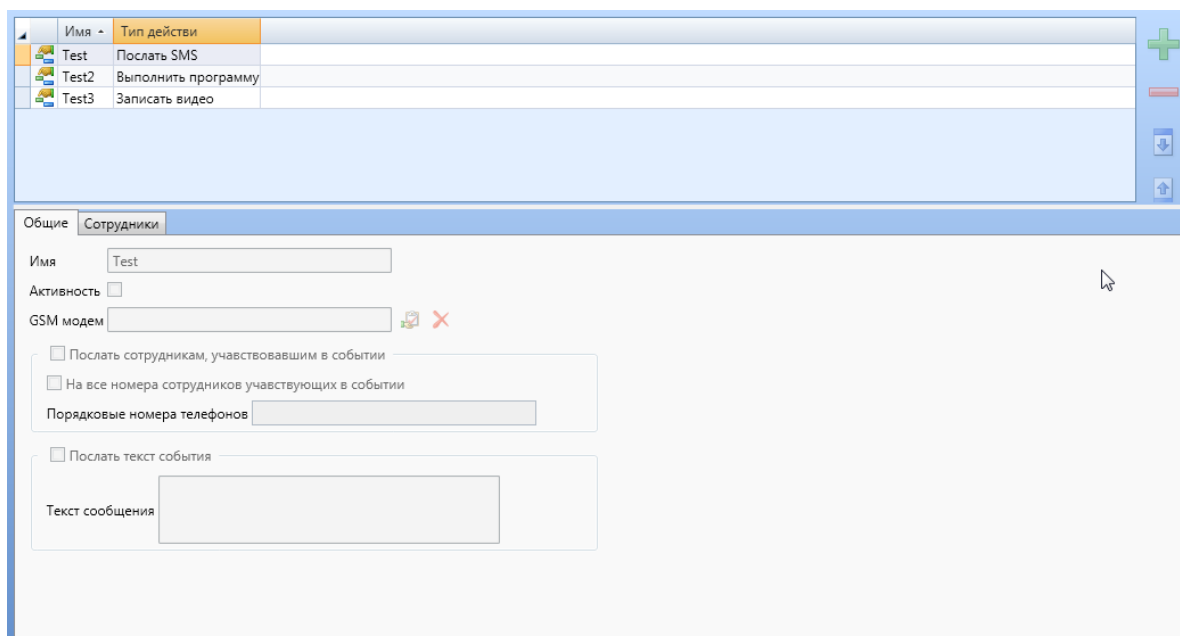 Имя Тип действи
Test Послать SMS
Test2 Выполнить программу
Test3 Записать видео
Общие Сотрудники
Имя Test
Активность
GSM модем
Послать сотрудникам, учавствовавшим в событии
На все номера сотрудников учавствующих в событии
Порядковые номера телефонов
Послать текст события
Текст сообщения